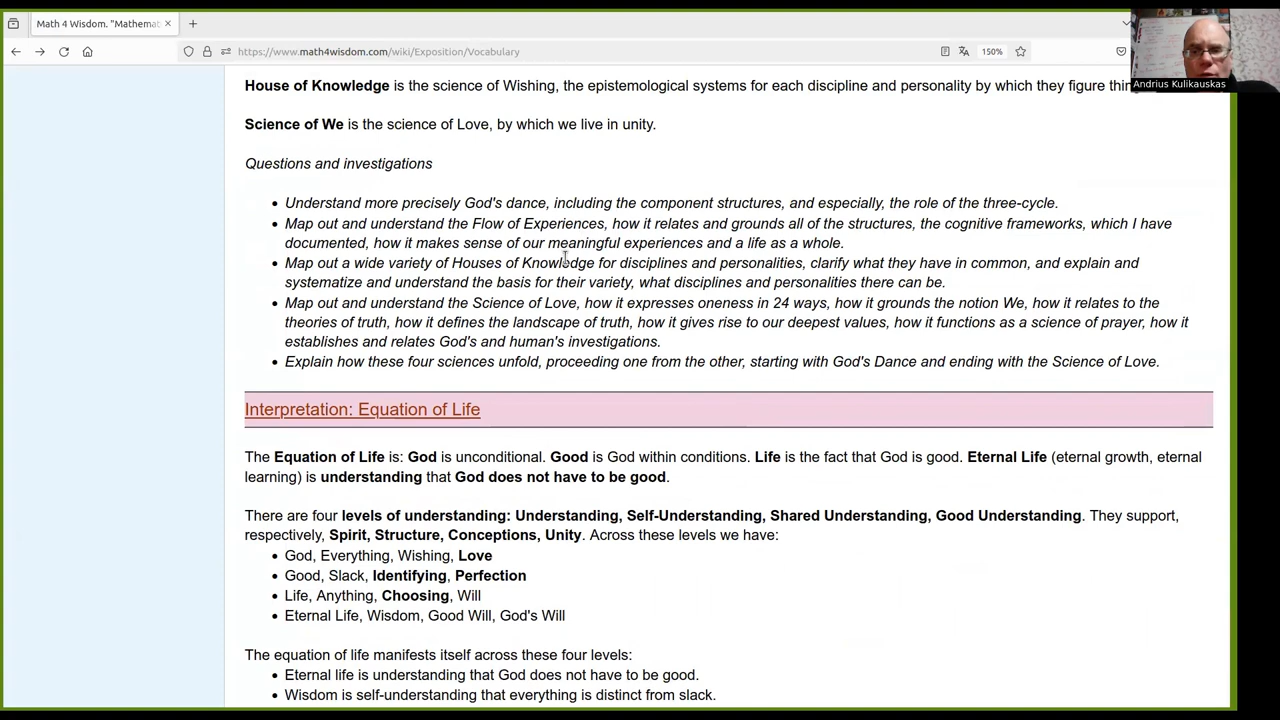 Math 4 Wisdom. "Mathemat
https://www.math4wisdom.com/wiki/Exposition/Vocabulary
150%
Andrius Kulikauskas
House of Knowledge is the science of Wishing, the epistemological systems for each discipline and personality by which they figure
Science of We is the science of Love, by which we live in unity.
Questions and investigations
• Understand more precisely God's dance, including the component structures, and especially, the role of the three-cycle.
• Map out and understand the Flow of Experiences, how it relates and grounds all of the structures, the cognitive frameworks, which I have
documented, how it makes sense of our meaningful experiences and a life as a whole.
• Map out a wide variety of Houses of Knowledge for disciplines and personalities, clarify what they have in common, and explain and
systematize and understand the basis for their variety, what disciplines and personalities there can be.
• Map out and understand the Science of Love, how it expresses oneness in 24 ways, how it grounds the notion We, how it relates to the
theories of truth, how it defines the landscape of truth, how it gives rise to our deepest values, how it functions as a science of prayer, how it
establishes and relates God's and human's investigations.
• Explain how these four sciences unfold, proceeding one from the other, starting with God's Dance and ending with the Science of Love.
Interpretation: Equation of Life
The Equation of Life is: God is unconditional. Good is God within conditions. Life is the fact that God is good. Eternal Life (eternal growth, eternal
learning) is understanding that God does not have to be good.
There are four levels of understanding: Understanding, Self-Understanding, Shared Understanding, Good Understanding. They support,
respectively, Spirit, Structure, Conceptions, Unity. Across these levels we have:
• God, Everything, Wishing, Love
• Good, Slack, Identifying, Perfection
• Life, Anything, Choosing, Will
• Eternal Life, Wisdom, Good Will, God's Will
The equation of life manifests itself across these four levels:
• Eternal life is understanding that God does not have to be good.
• Wisdom is self-understanding that everything is distinct from slack.